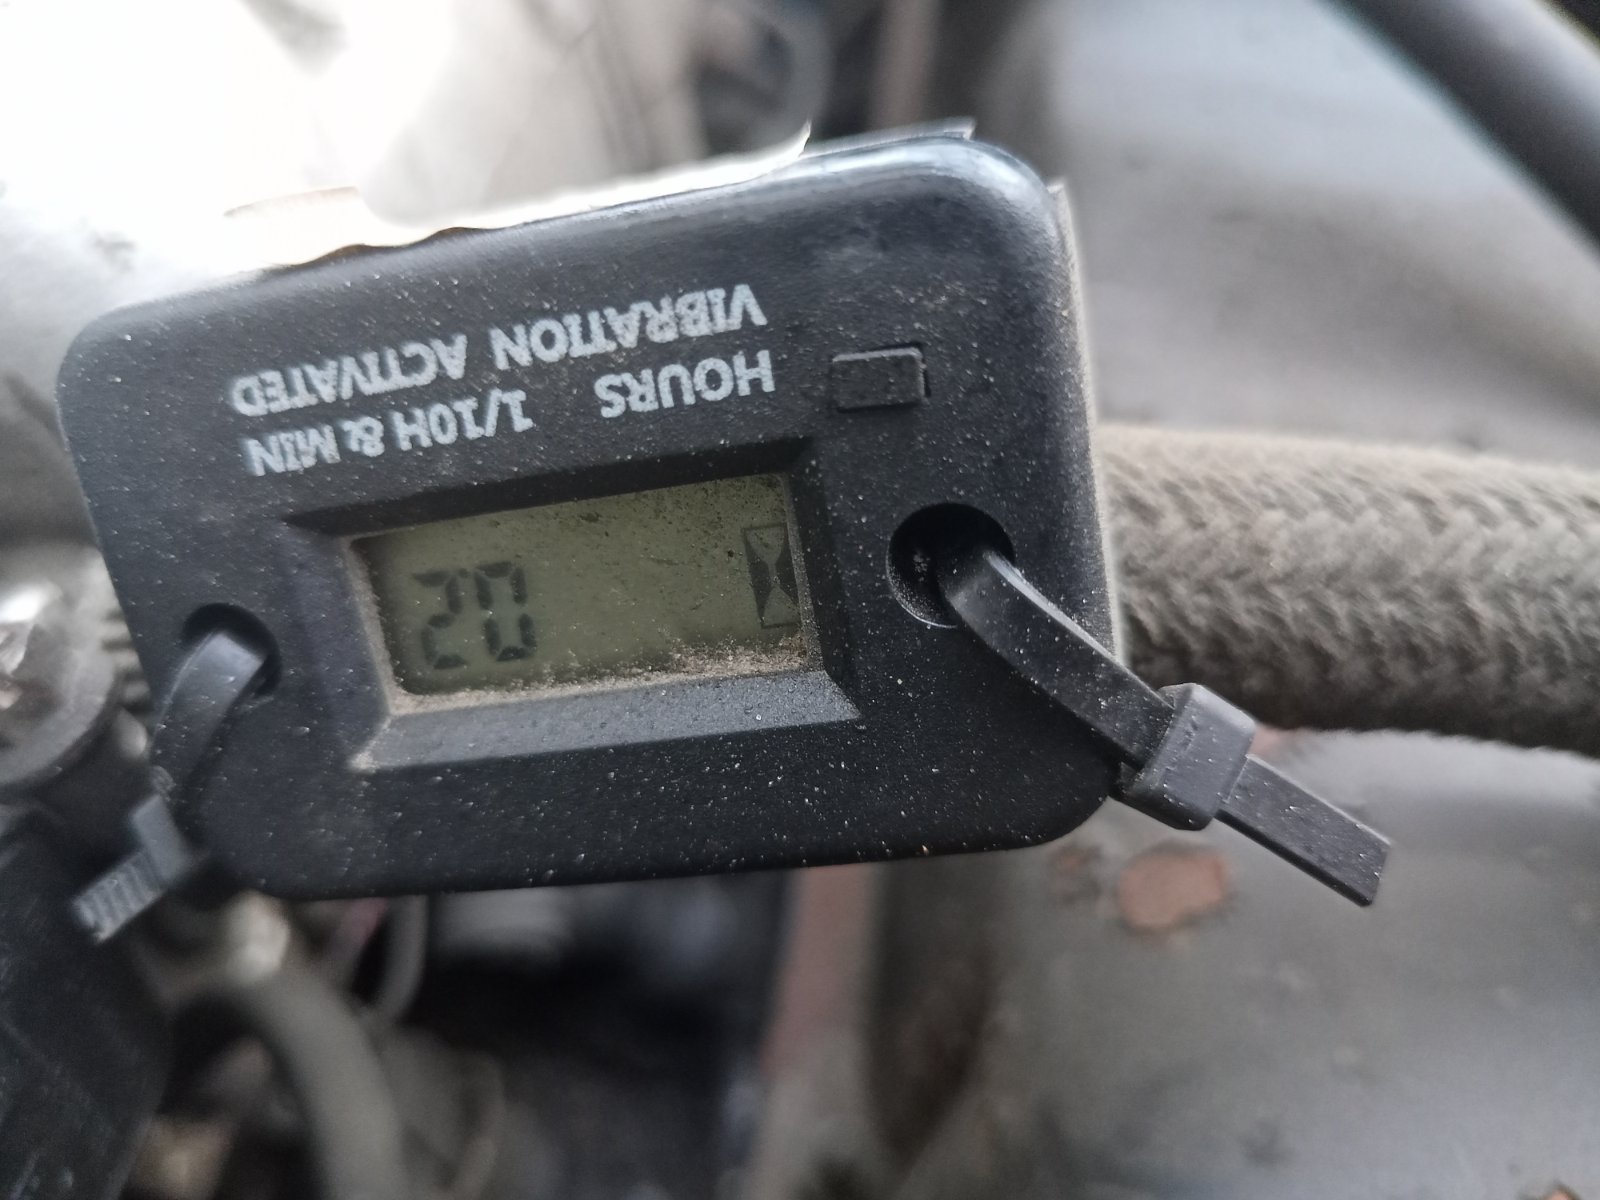 02
HOURS 1/10H & MIN
VIBRATION ACTIVATED